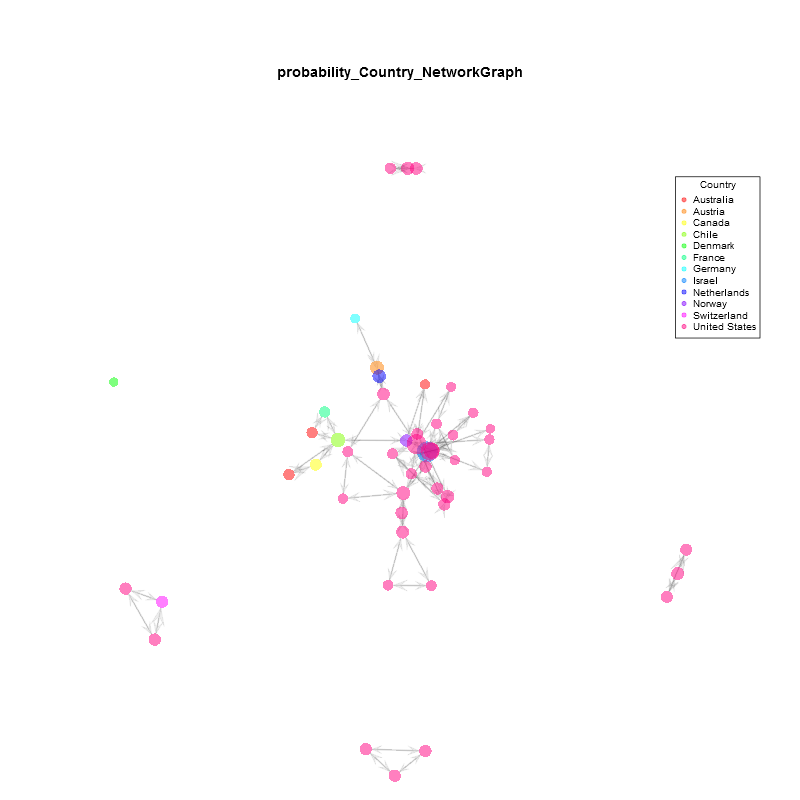 probability_Country_NetworkGraph
Country
Australia
Austria
Canada
Chile
Denmark
France
Germany
Israel
Netherlands
Norway
Switzerland
United States